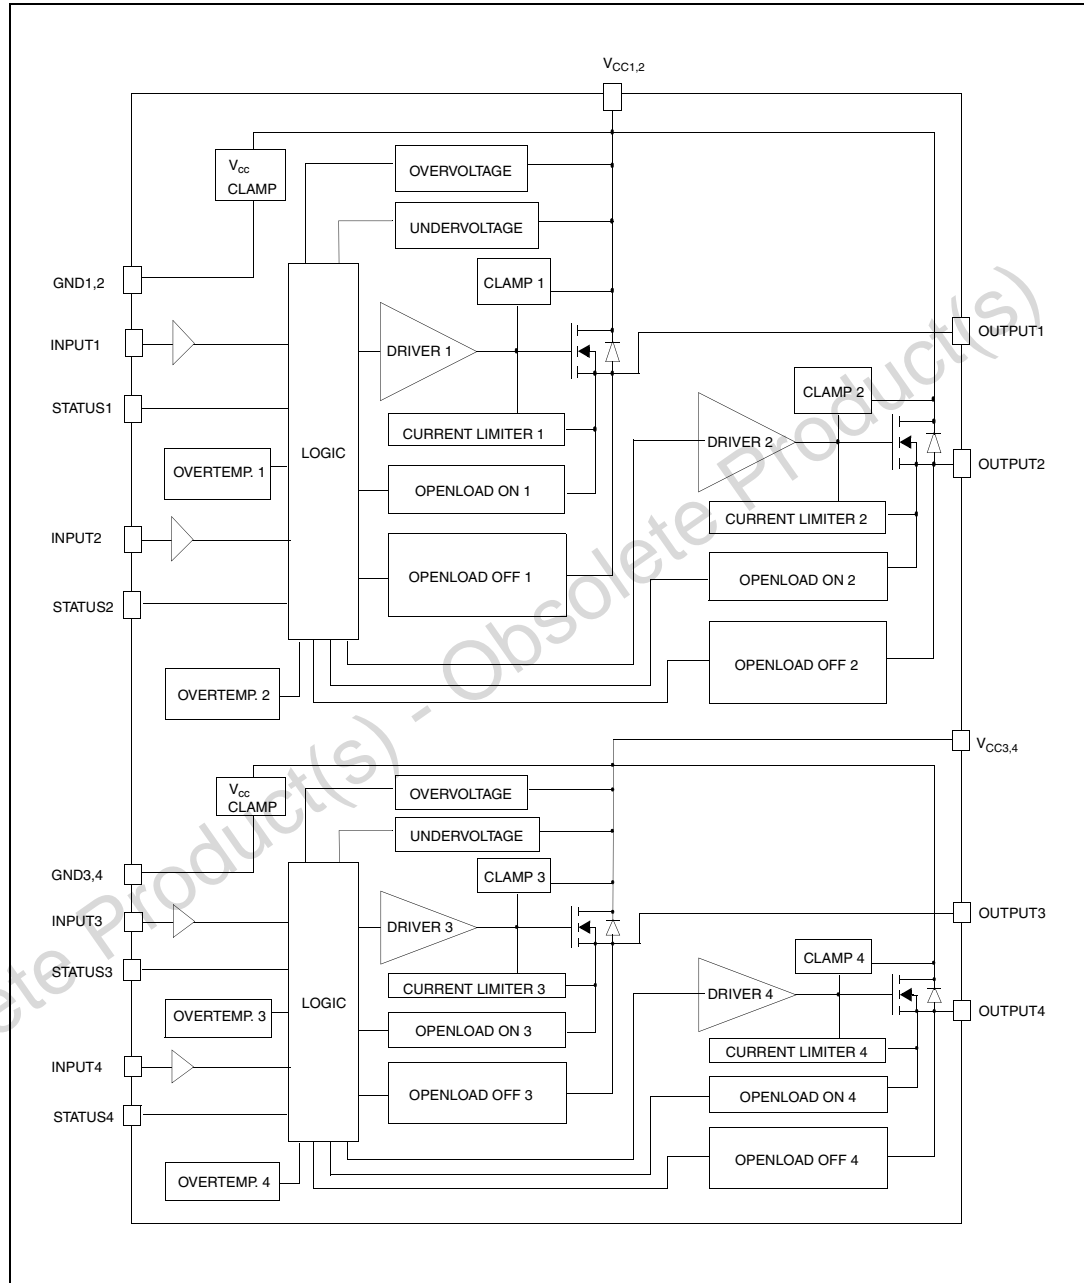 VCC1,2
Vcc
CLAMP
OVERVOLTAGE
UNDERVOLTAGE
GND1,2
CLAMP 1
INPUT1
DRIVER 1
OUTPUT1
STATUS1
CLAMP 2
CURRENT LIMITER 1
DRIVER 2
LOGIC
OVERTEMP. 1
OUTPUT2
OPENLOAD ON 1
CURRENT LIMITER 2
INPUT2
OPENLOAD OFF 1
OPENLOAD ON 2
STATUS2
OPENLOAD OFF 2
OVERTEMP. 2
VCC3,4
Vcc
CLAMP
OVERVOLTAGE
UNDERVOLTAGE
GND3,4
CLAMP 3
INPUT3
DRIVER 3
OUTPUT3
STATUS3
CLAMP 4
CURRENT LIMITER 3
DRIVER 4
LOGIC
OVERTEMP. 3
OUTPUT4
OPENLOAD ON 3
CURRENT LIMITER 4
INPUT4
OPENLOAD OFF 3
OPENLOAD ON 4
STATUS4
OPENLOAD OFF 4
OVERTEMP. 4
ete Product(s) - Obsolete Product(s)